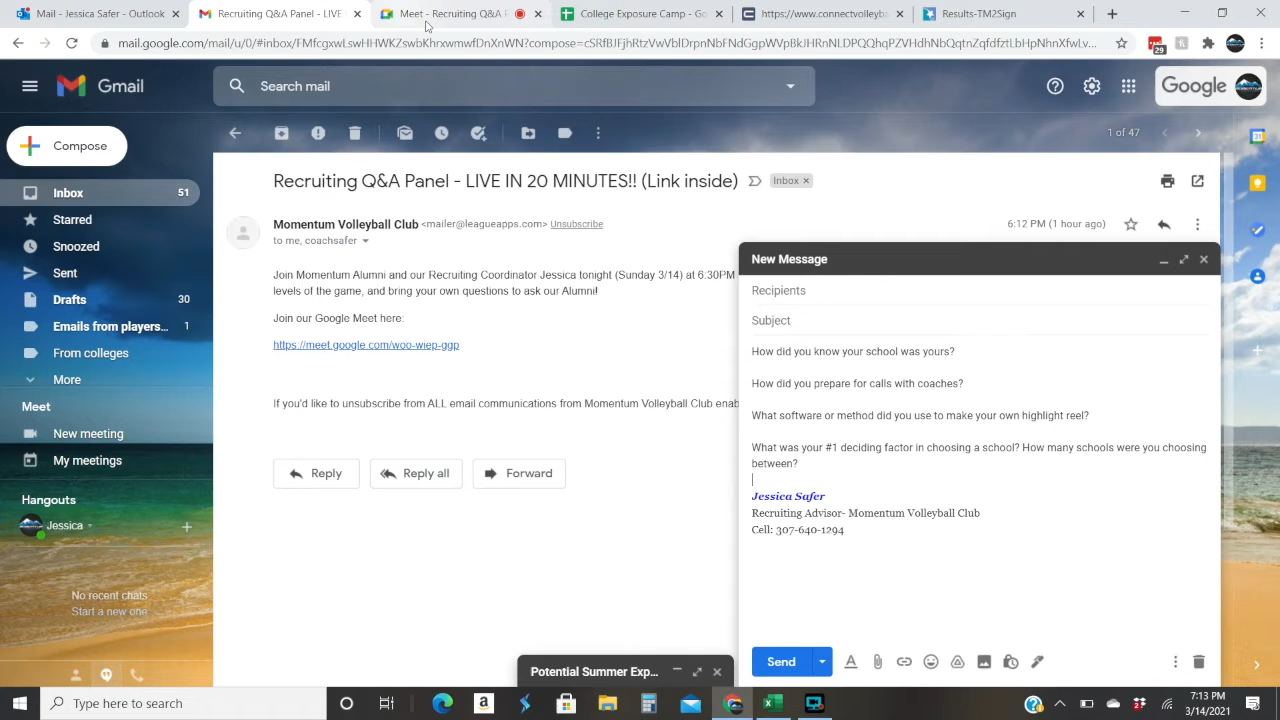 Mail - Jessica Safer - Outlook
Recruiting Q&A Panel - LIVE
Meet - Recruiting Q&A
College Exposure Camp - Go
https://www.connectvolleyball
Results-TM2Sign
Gmail
Search mail
Google
Compose
1 of 47
Inbox 51
Starred
Snoozed
Sent
Drafts 30
Emails from players... 1
From colleges
More
Meet
New meeting
My meetings
Hangouts
Jessica
No recent chats
Start a new one
Recruiting Q&A Panel - LIVE IN 20 MINUTES!! (Link inside) Inbox
Momentum Volleyball Club <mailer@leagueapps.com> Unsubscribe 6:12 PM (1 hour ago)
to me, coachsafer
Join Momentum Alumni and our Recruiting Coordinator Jessica tonight (Sunday 3/14) at 6:30PM
levels of the game, and bring your own questions to ask our Alumni!
Join our Google Meet here:
https://meet.google.com/woo-wiep-ggp
If you'd like to unsubscribe from ALL email communications from Momentum Volleyball Club enab
Reply
Reply all
Forward
New Message
Recipients
Subject
How did you know your school was yours?
How did you prepare for calls with coaches?
What software or method did you use to make your own highlight reel?
What was your #1 deciding factor in choosing a school? How many schools were you choosing
between?
Jessica Safer
Recruiting Advisor- Momentum Volleyball Club
Cell: 307-640-1294
Send
Potential Summer Exp...
Type here to search
7:13 PM
3/14/2021